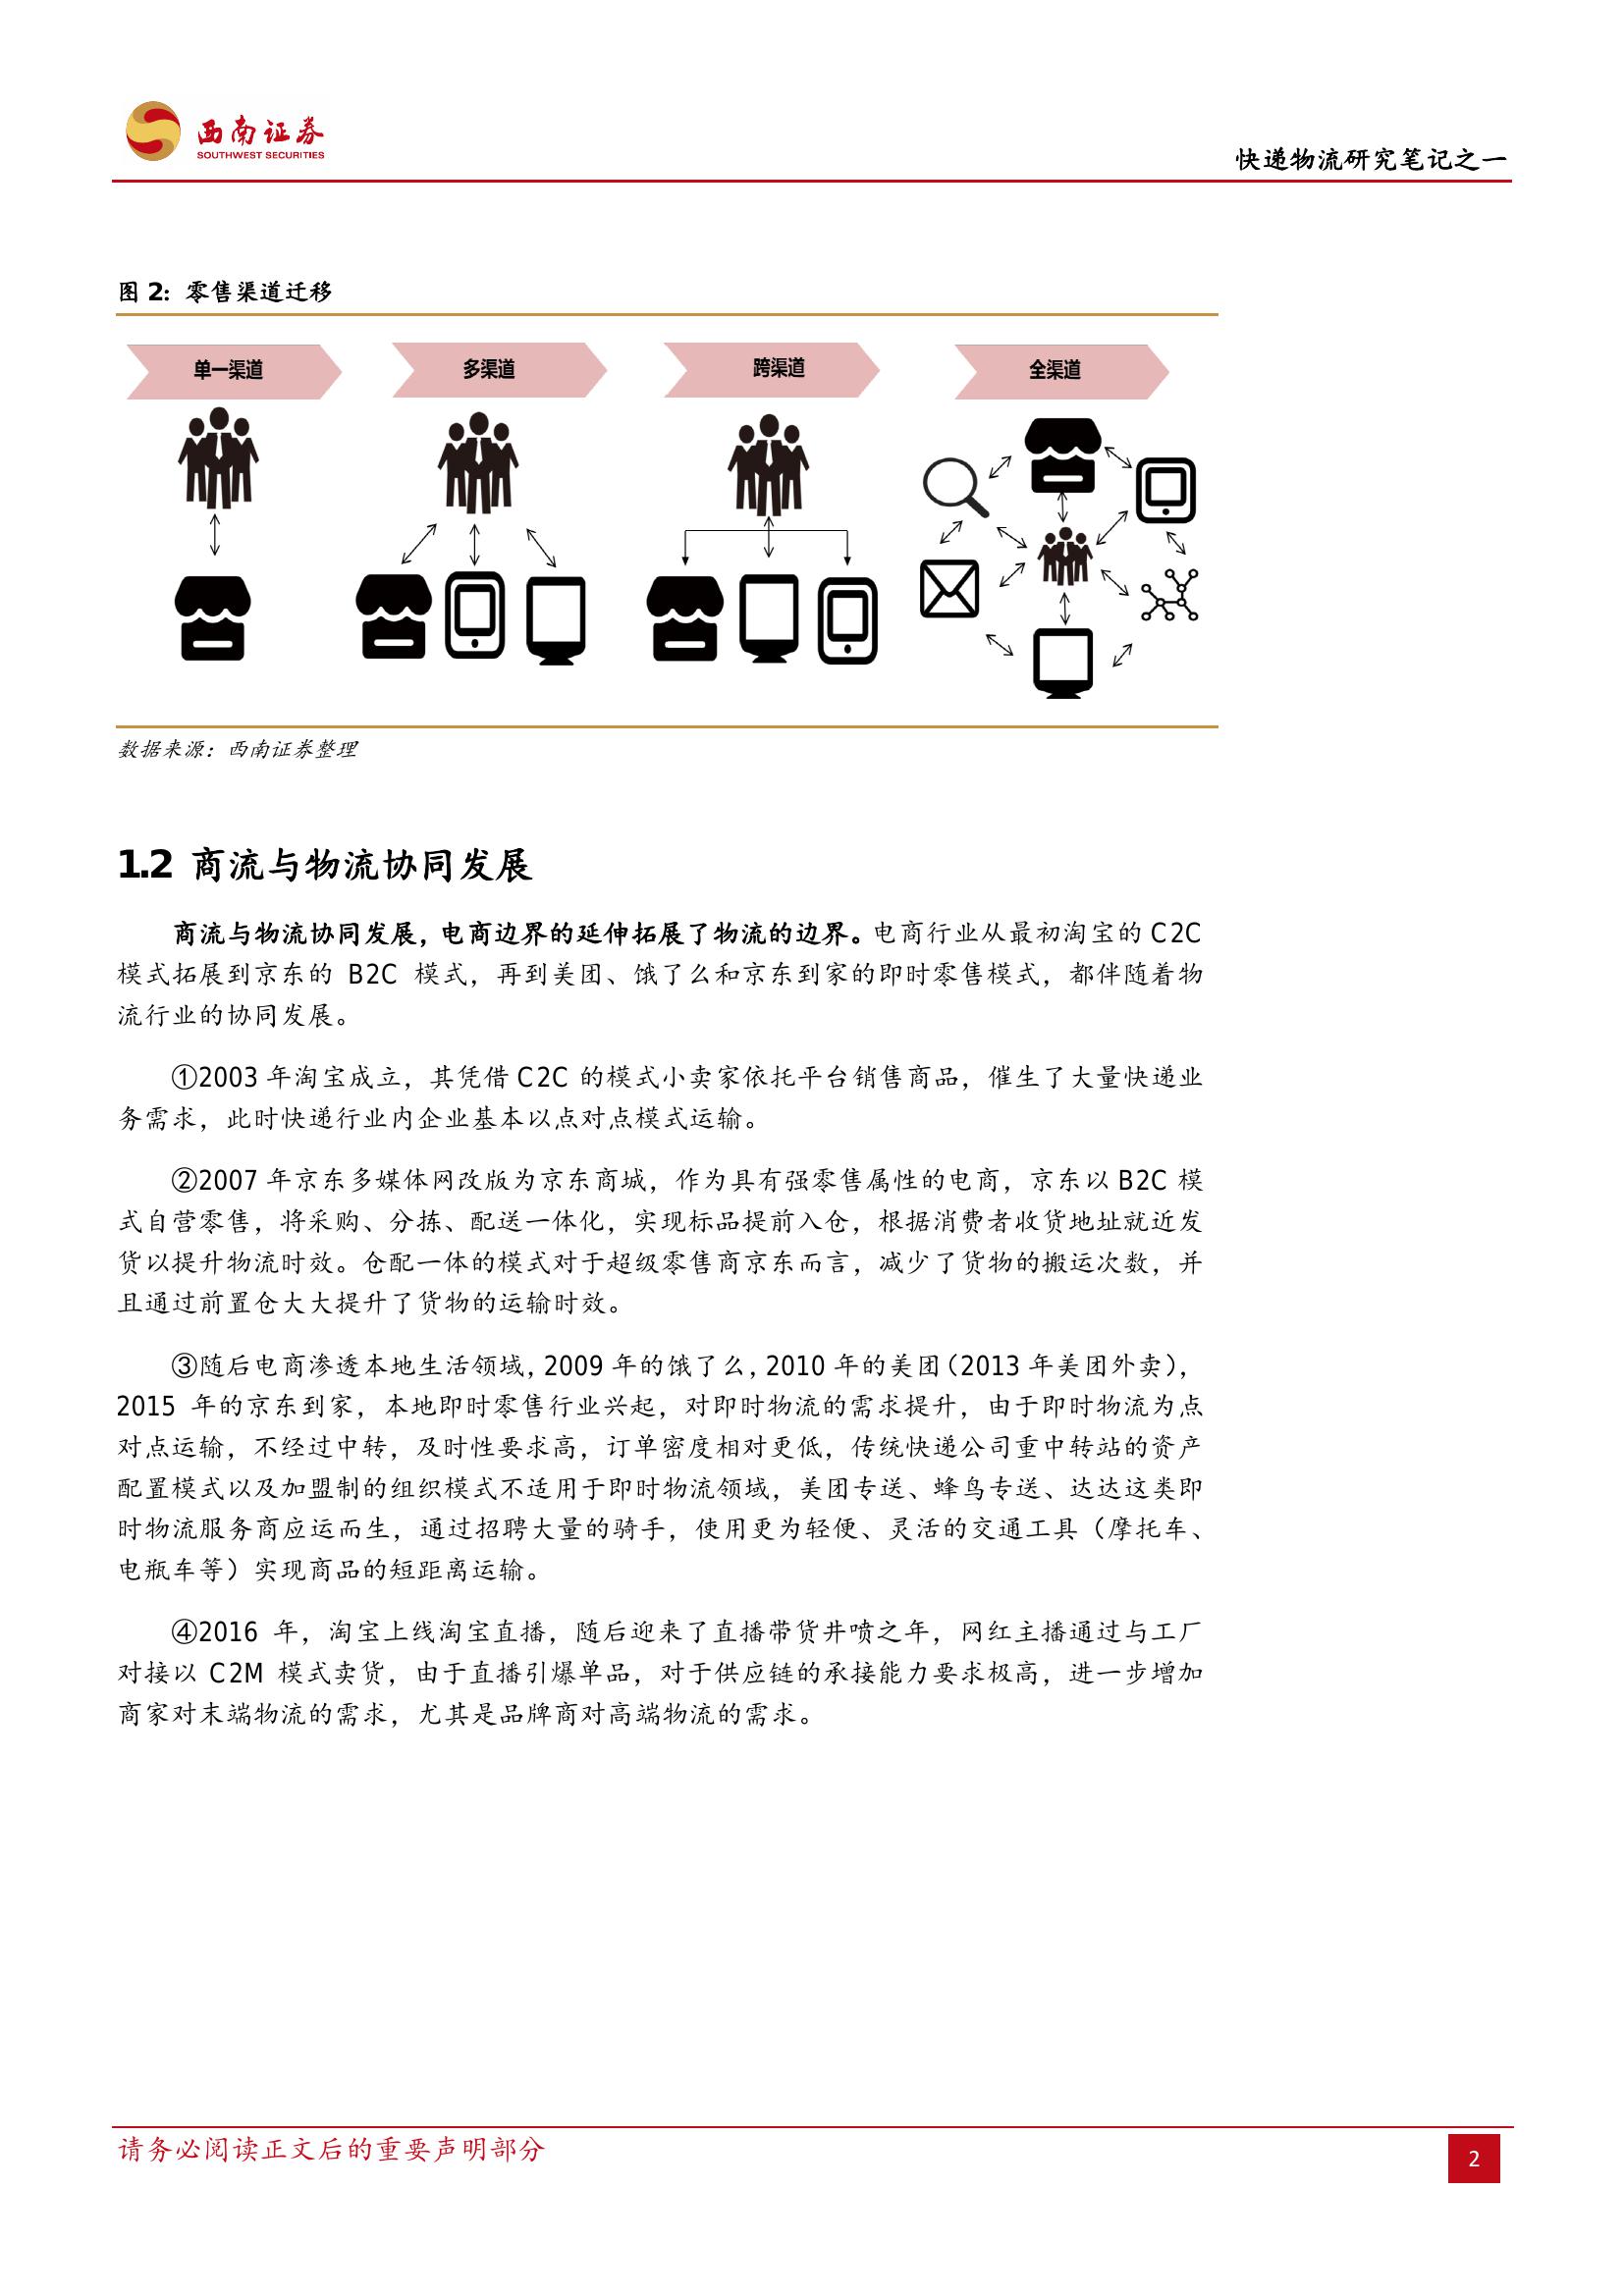 西南证券
SOUTHWEST SECURITIES
快递物流研究笔记之一
图 2：零售渠道迁移
单一渠道
多渠道
跨渠道
全渠道
数据来源：西南证券整理
1.2 商流与物流协同发展
商流与物流协同发展，电商边界的延伸拓展了物流的边界。电商行业从最初淘宝的 C2C
模式拓展到京东的 B2C 模式，再到美团、饿了么和京东到家的即时零售模式，都伴随着物
流行业的协同发展。
①2003 年淘宝成立，其凭借 C2C 的模式小卖家依托平台销售商品，催生了大量快递业
务需求，此时快递行业内企业基本以点对点模式运输。
②2007 年京东多媒体网改版为京东商城，作为具有强零售属性的电商，京东以 B2C 模
式自营零售，将采购、分拣、配送一体化，实现标品提前入仓，根据消费者收货地址就近发
货以提升物流时效。仓配一体的模式对于超级零售商京东而言，减少了货物的搬运次数，并
且通过前置仓大大提升了货物的运输时效。
③随后电商渗透本地生活领域，2009 年的饿了么，2010 年的美团（2013 年美团外卖），
2015 年的京东到家，本地即时零售行业兴起，对即时物流的需求提升，由于即时物流为点
对点运输，不经过中转，及时性要求高，订单密度相对更低，传统快递公司重中转站的资产
配置模式以及加盟制的组织模式不适用于即时物流领域，美团专送、蜂鸟专送、达达这类即
时物流服务商应运而生，通过招聘大量的骑手，使用更为轻便、灵活的交通工具（摩托车、
电瓶车等）实现商品的短距离运输。
④2016 年，淘宝上线淘宝直播，随后迎来了直播带货井喷之年，网红主播通过与工厂
对接以 C2M 模式卖货，由于直播引爆单品，对于供应链的承接能力要求极高，进一步增加
商家对末端物流的需求，尤其是品牌商对高端物流的需求。
请务必阅读正文后的重要声明部分
2